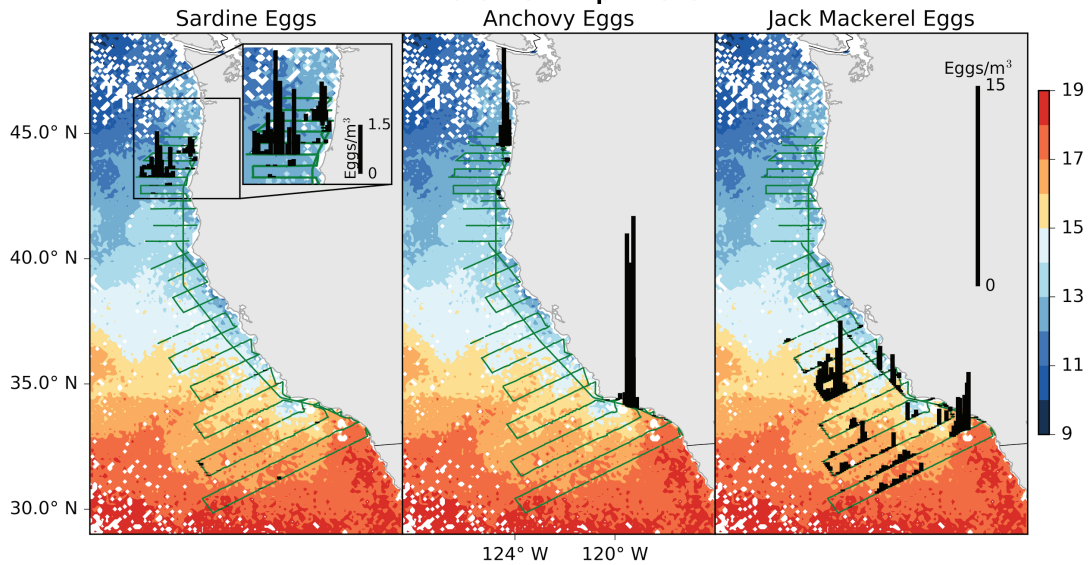 Sardine Eggs
Anchovy Eggs
Jack Mackerel Eggs
45.0° N
40.0° N
35.0° N
30.0° N
1.5
Eggs/m³
0
Eggs/m³
15
0
124° W
120° W
19
17
15
13
11
9